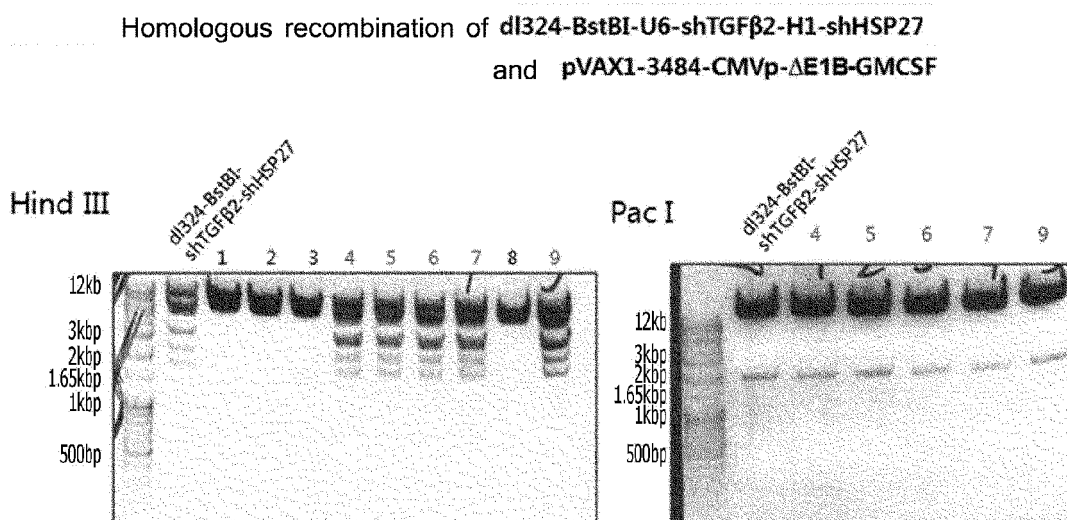 Homologous recombination of dl324-BstBI-U6-shTGFβ2-H1-shHSP27
and pVAX1-3484-CMVp-ΔE1B-GMCSF
Hind III
dl324-BstBI-
shTGFβ2-shHSP27
1 2 3 4 5 6 7 8 9
12kb
3kbp
2kbp
1.65kbp
1kbp
500bp
Pac I
dl324-BstBI-
shTGFβ2-shHSP27
4 5 6 7 9
12kb
3kb
2kb
1.65kbp
1kbp
500bp